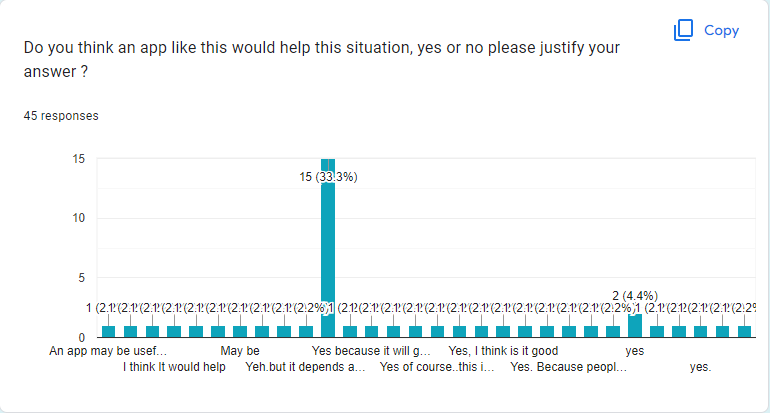 Copy
Do you think an app like this would help this situation, yes or no please justify your
answer ?
45 responses
15
15 (33.3%)
10
5
2 (4.4%)
0
An app may be usef... May be Yes because it will g... Yes, I think is it good yes
I think It would help Yeh.but it depends a... Yes of course..this i... Yes. Because peopl... yes.